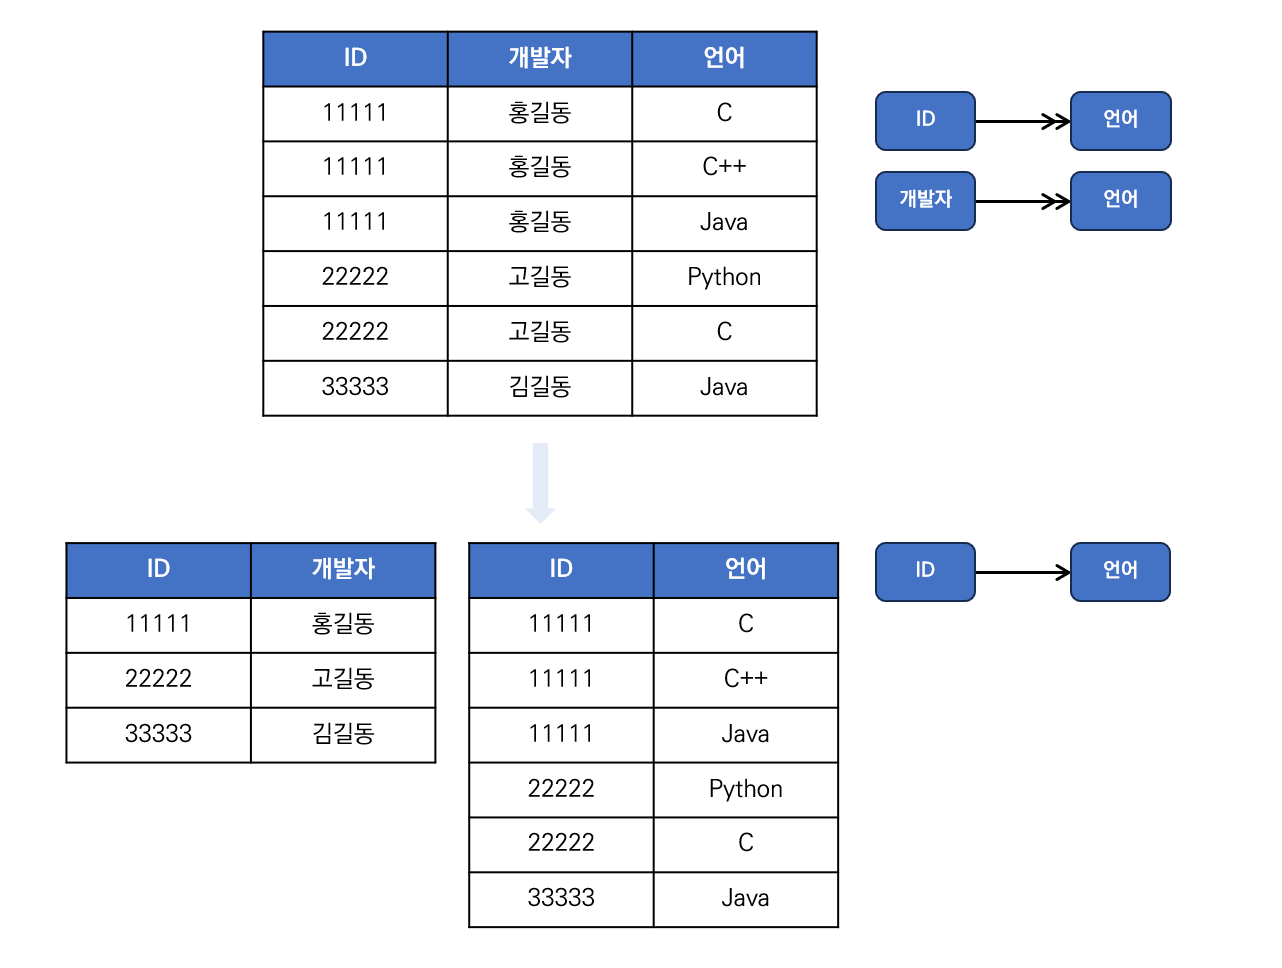 ID 개발자 언어
11111 홍길동 C
11111 홍길동 C++
11111 홍길동 Java
22222 고길동 Python
22222 고길동 C
33333 김길동 Java
ID 언어
개발자 언어
ID 개발자
11111 홍길동
22222 고길동
33333 김길동
ID 언어
11111 C
11111 C++
11111 Java
22222 Python
22222 C
33333 Java
ID 언어